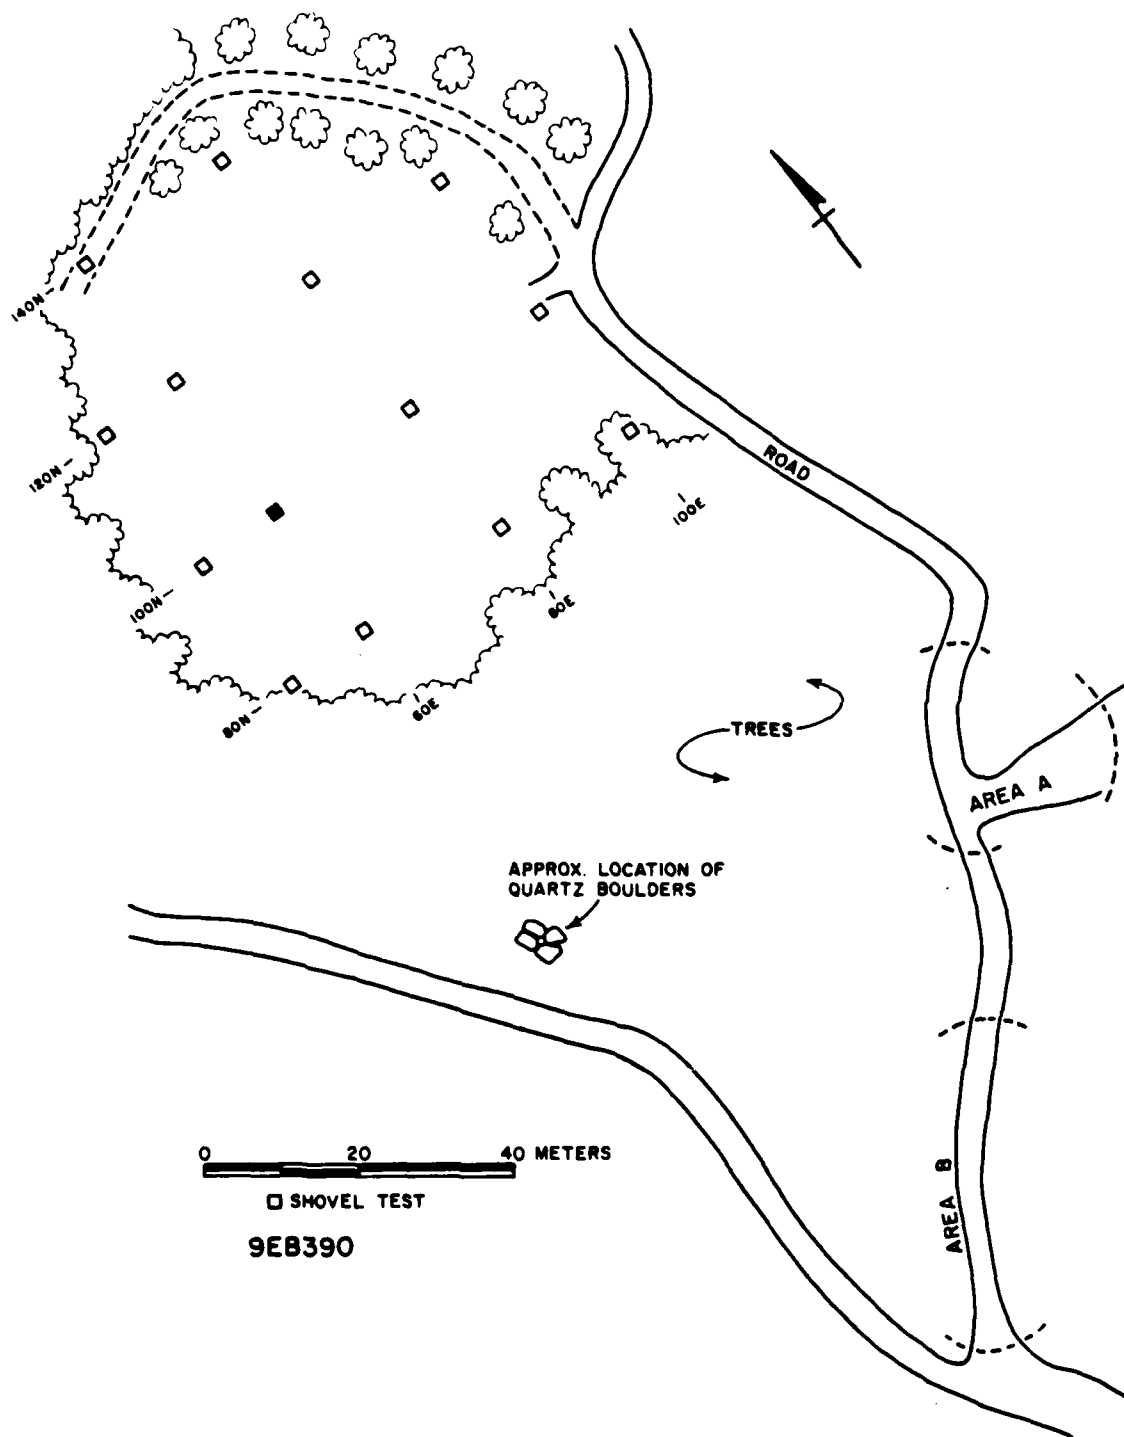 140N
120N
100N
80N
60E
80E
100E
ROAD
TREES
AREA A
APPROX. LOCATION OF
QUARTZ BOULDERS
AREA B
0 20 40 METERS
SHOVEL TEST
9EB390